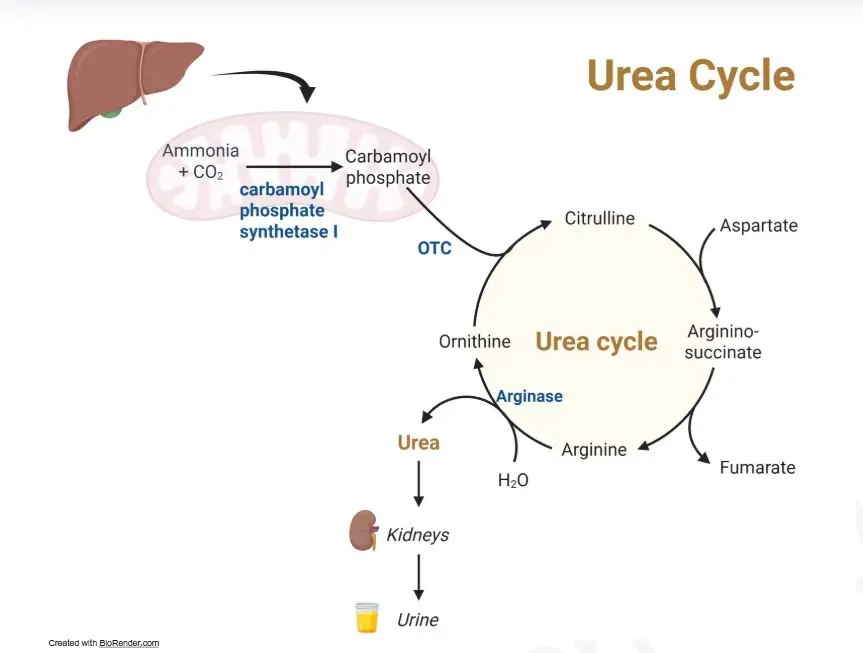 Urea Cycle
Ammonia
+ CO₂
carbamoyl
phosphate
synthetase I
Carbamoyl
phosphate
OTC
Citrulline
Aspartate
Ornithine
Urea cycle
Arginino-
succinate
Arginase
Urea
Arginine
H₂O
Fumarate
Kidneys
Urine
Created with BioRender.com